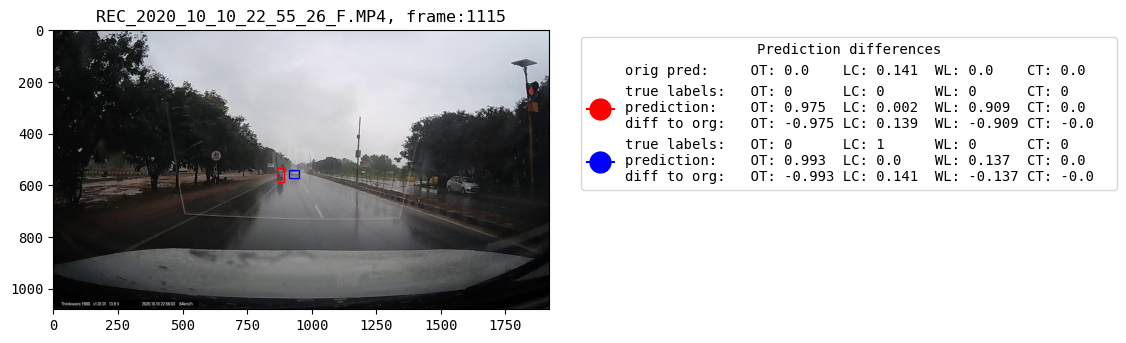 REC_2020_10_10_22_55_26_F.MP4, frame:1115
0
200
400
600
800
1000
0 250 500 750 1000 1250 1500 1750
Prediction differences
orig pred: OT: 0.0 LC: 0.141 WL: 0.0 CT: 0.0
true labels: OT: 0 LC: 0 WL: 0 CT: 0
prediction: OT: 0.975 LC: 0.002 WL: 0.909 CT: 0.0
diff to org: OT: -0.975 LC: 0.139 WL: -0.909 CT: -0.0
true labels: OT: 0 LC: 1 WL: 0 CT: 0
prediction: OT: 0.993 LC: 0.0 WL: 0.137 CT: 0.0
diff to org: OT: -0.993 LC: 0.141 WL: -0.137 CT: -0.0